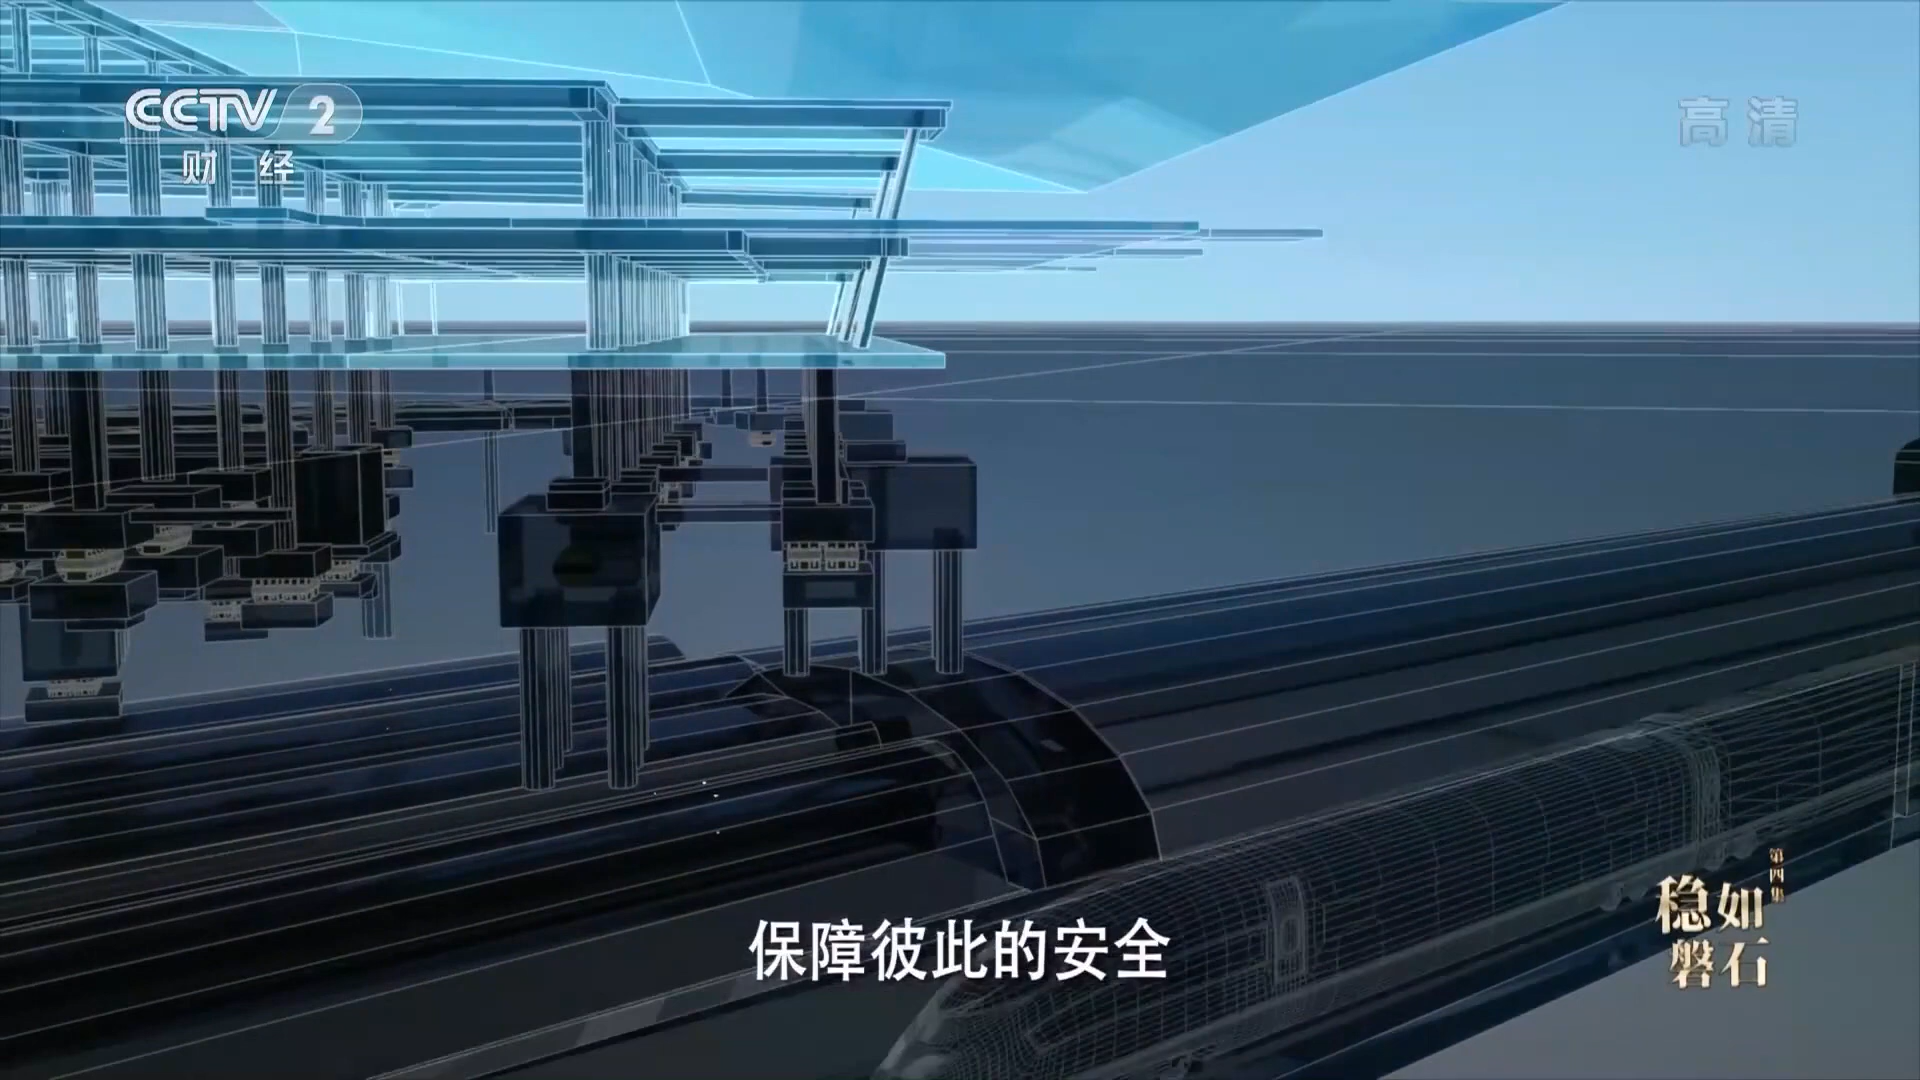 CCTV 2
财 经
高清
第四集
稳如
磐石
保障彼此的安全